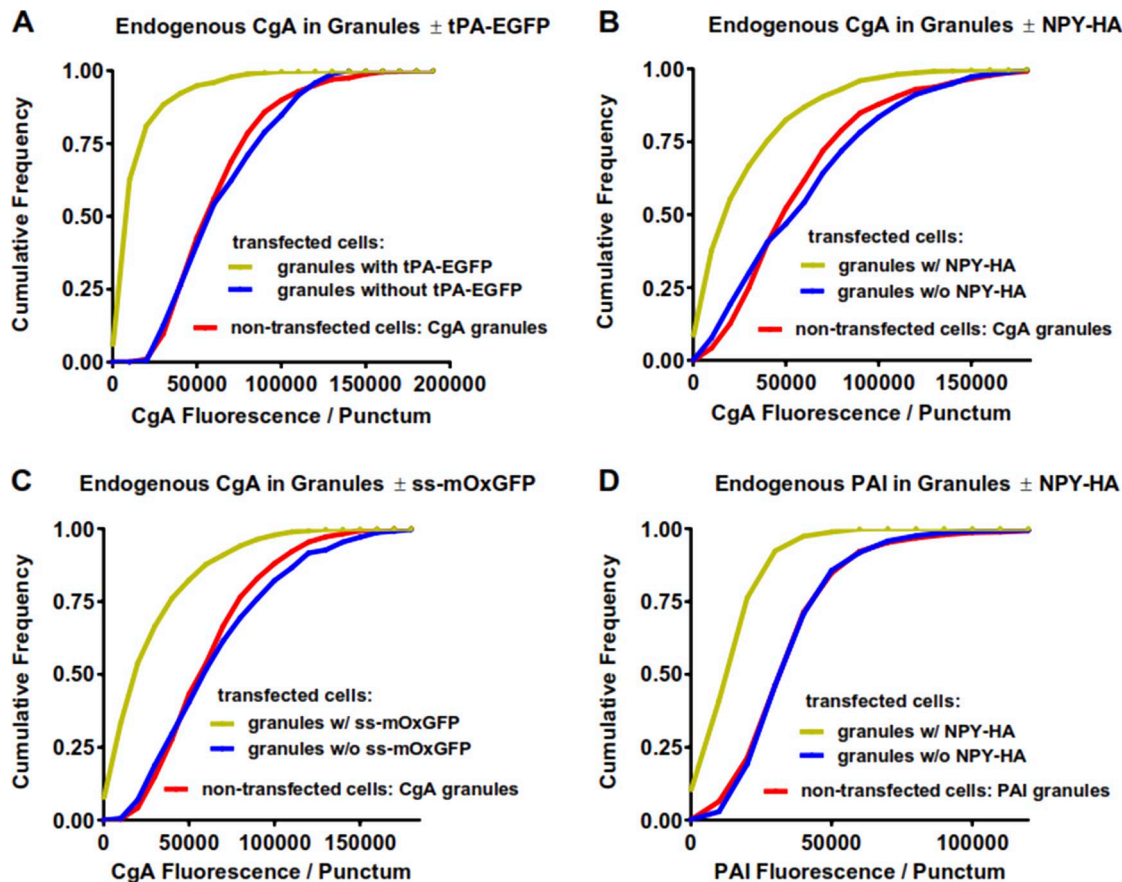 A
Endogenous CgA in Granules ± tPA-EGFP
Cumulative Frequency
1.00
0.75
0.50
0.25
0.00
transfected cells:
granules with tPA-EGFP
granules without tPA-EGFP
non-transfected cells: CgA granules
0 50000 100000 150000 200000
CgA Fluorescence / Punctum
B
Endogenous CgA in Granules ± NPY-HA
Cumulative Frequency
1.00
0.75
0.50
0.25
0.00
transfected cells:
granules w/ NPY-HA
granules w/o NPY-HA
non-transfected cells: CgA granules
0 50000 100000 150000
CgA Fluorescence / Punctum
C
Endogenous CgA in Granules ± ss-mOxGFP
Cumulative Frequency
1.00
0.75
0.50
0.25
0.00
transfected cells:
granules w/ ss-mOxGFP
granules w/o ss-mOxGFP
non-transfected cells: CgA granules
0 50000 100000 150000
CgA Fluorescence / Punctum
D
Endogenous PAI in Granules ± NPY-HA
Cumulative Frequency
1.00
0.75
0.50
0.25
0.00
transfected cells:
granules w/ NPY-HA
granules w/o NPY-HA
non-transfected cells: PAI granules
0 50000 100000
PAI Fluorescence / Punctum